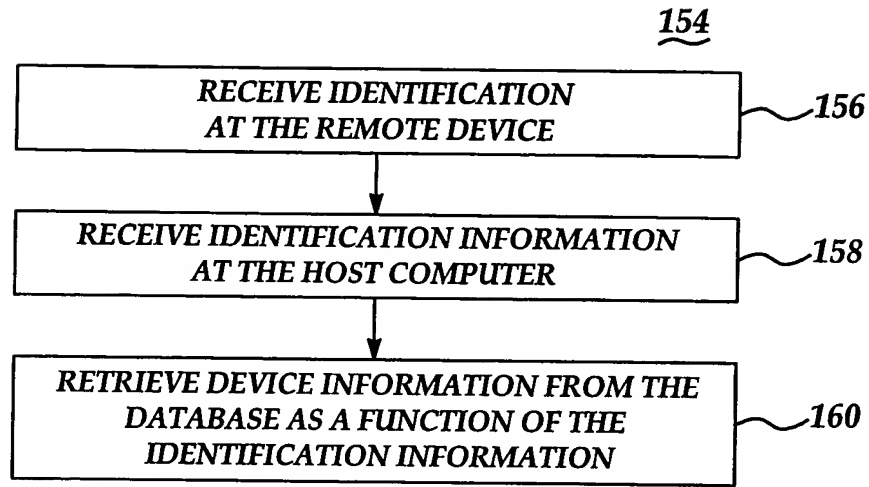 154
RECEIVE IDENTIFICATION
AT THE REMOTE DEVICE
156
RECEIVE IDENTIFICATION INFORMATION
AT THE HOST COMPUTER
158
RETRIEVE DEVICE INFORMATION FROM THE
DATABASE AS A FUNCTION OF THE
IDENTIFICATION INFORMATION
160